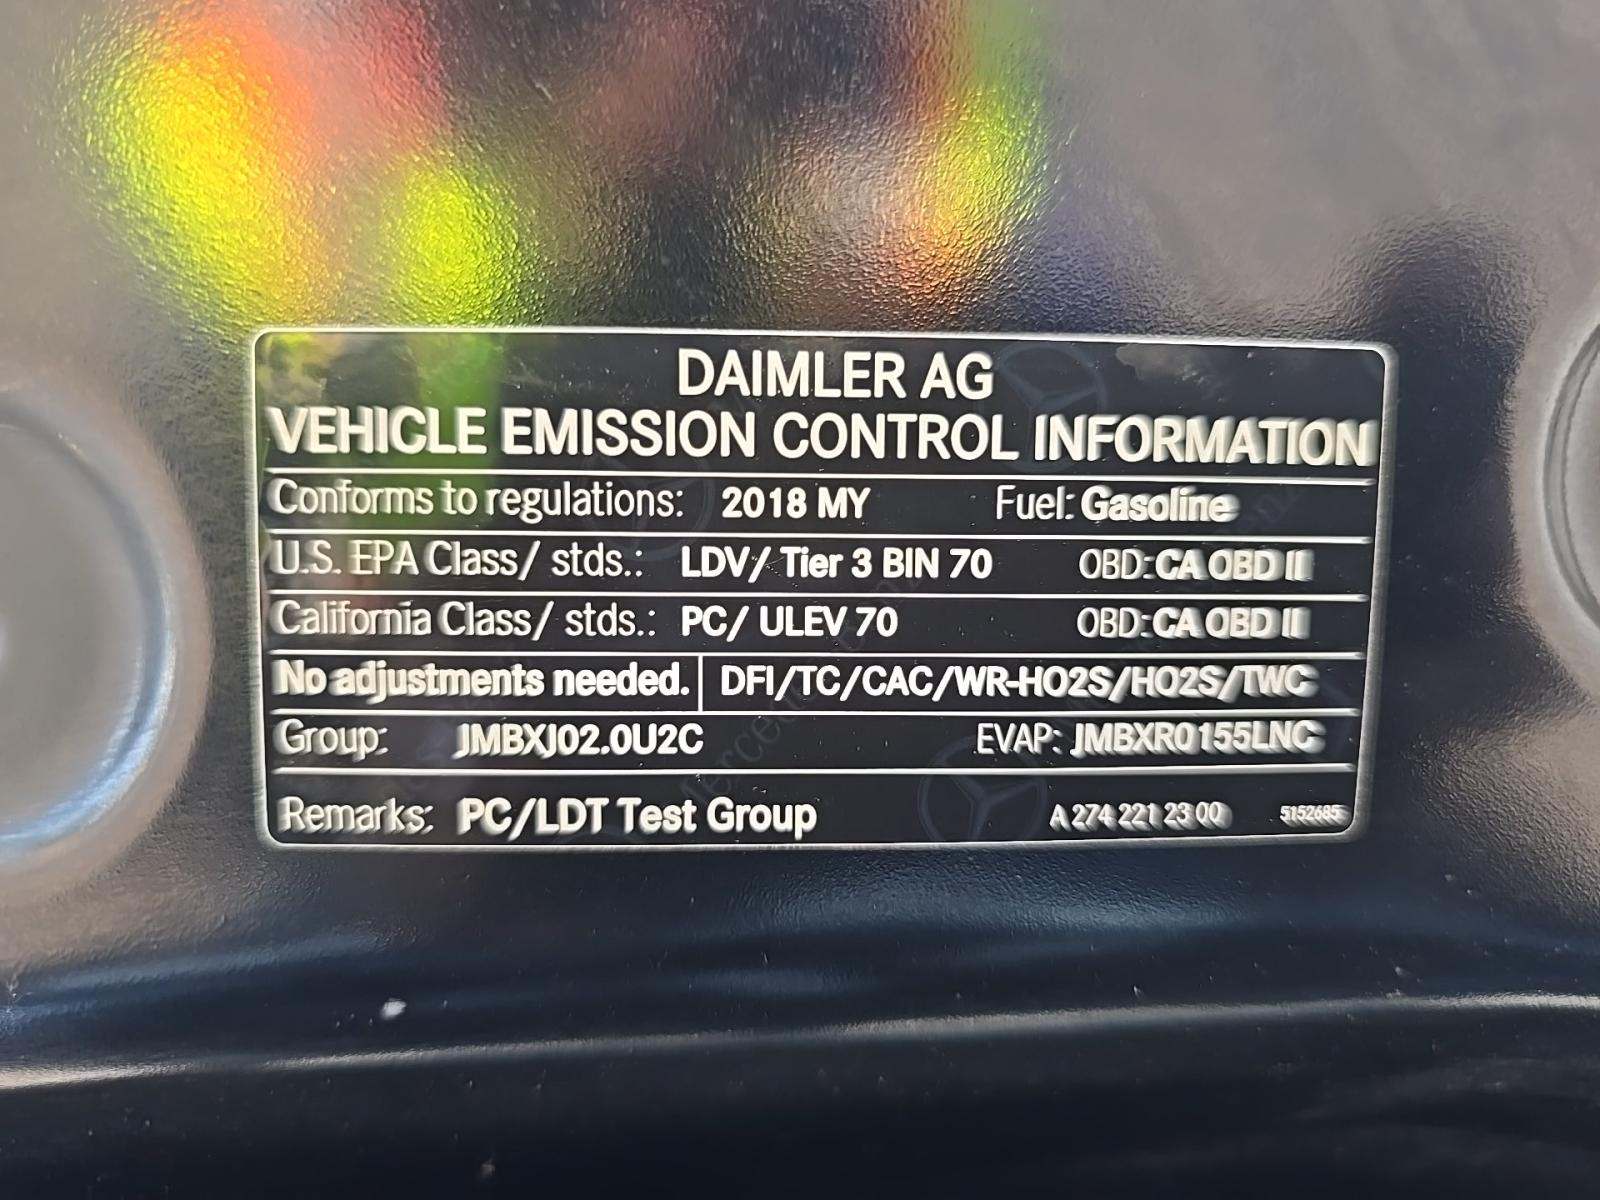 DAIMLER AG
VEHICLE EMISSION CONTROL INFORMATION
Conforms to regulations: 2018 MY Fuel: Gasoline
U.S. EPA Class/ stds.: LDV/ Tier 3 BIN 70 OBD: CA OBD II
California Class/ stds.: PC/ ULEV 70 OBD: CA OBD II
No adjustments needed. DFI/TC/CAC/WR-HO2S/HO2S/TWC
Group: JMBXJ02.0U2C EVAP: JMBXR0155LNC
Remarks: PC/LDT Test Group A 274 221 23 00 5152685